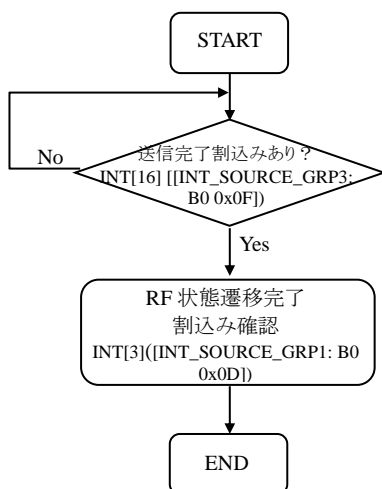 START
送信完了割込みあり？
No
INT[16] [[INT_SOURCE_GRP3:
B0 0x0F])
Yes
RF 状態遷移完了
割込み確認
INT[3]([INT_SOURCE_GRP1: B0
0x0D])
END